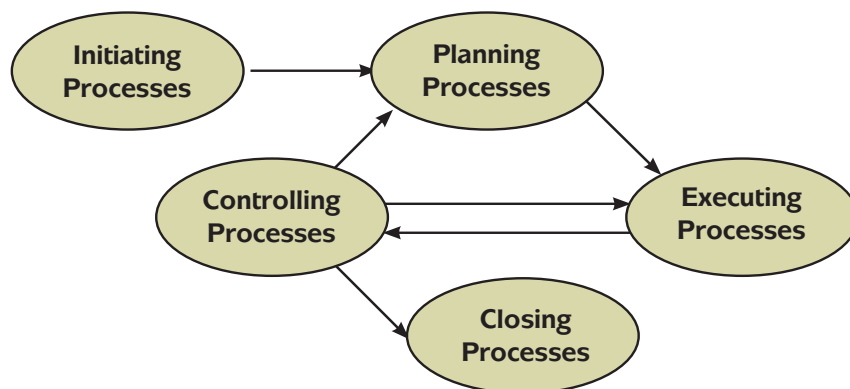 Initiating
Processes
Planning
Processes
Controlling
Processes
Executing
Processes
Closing
Processes